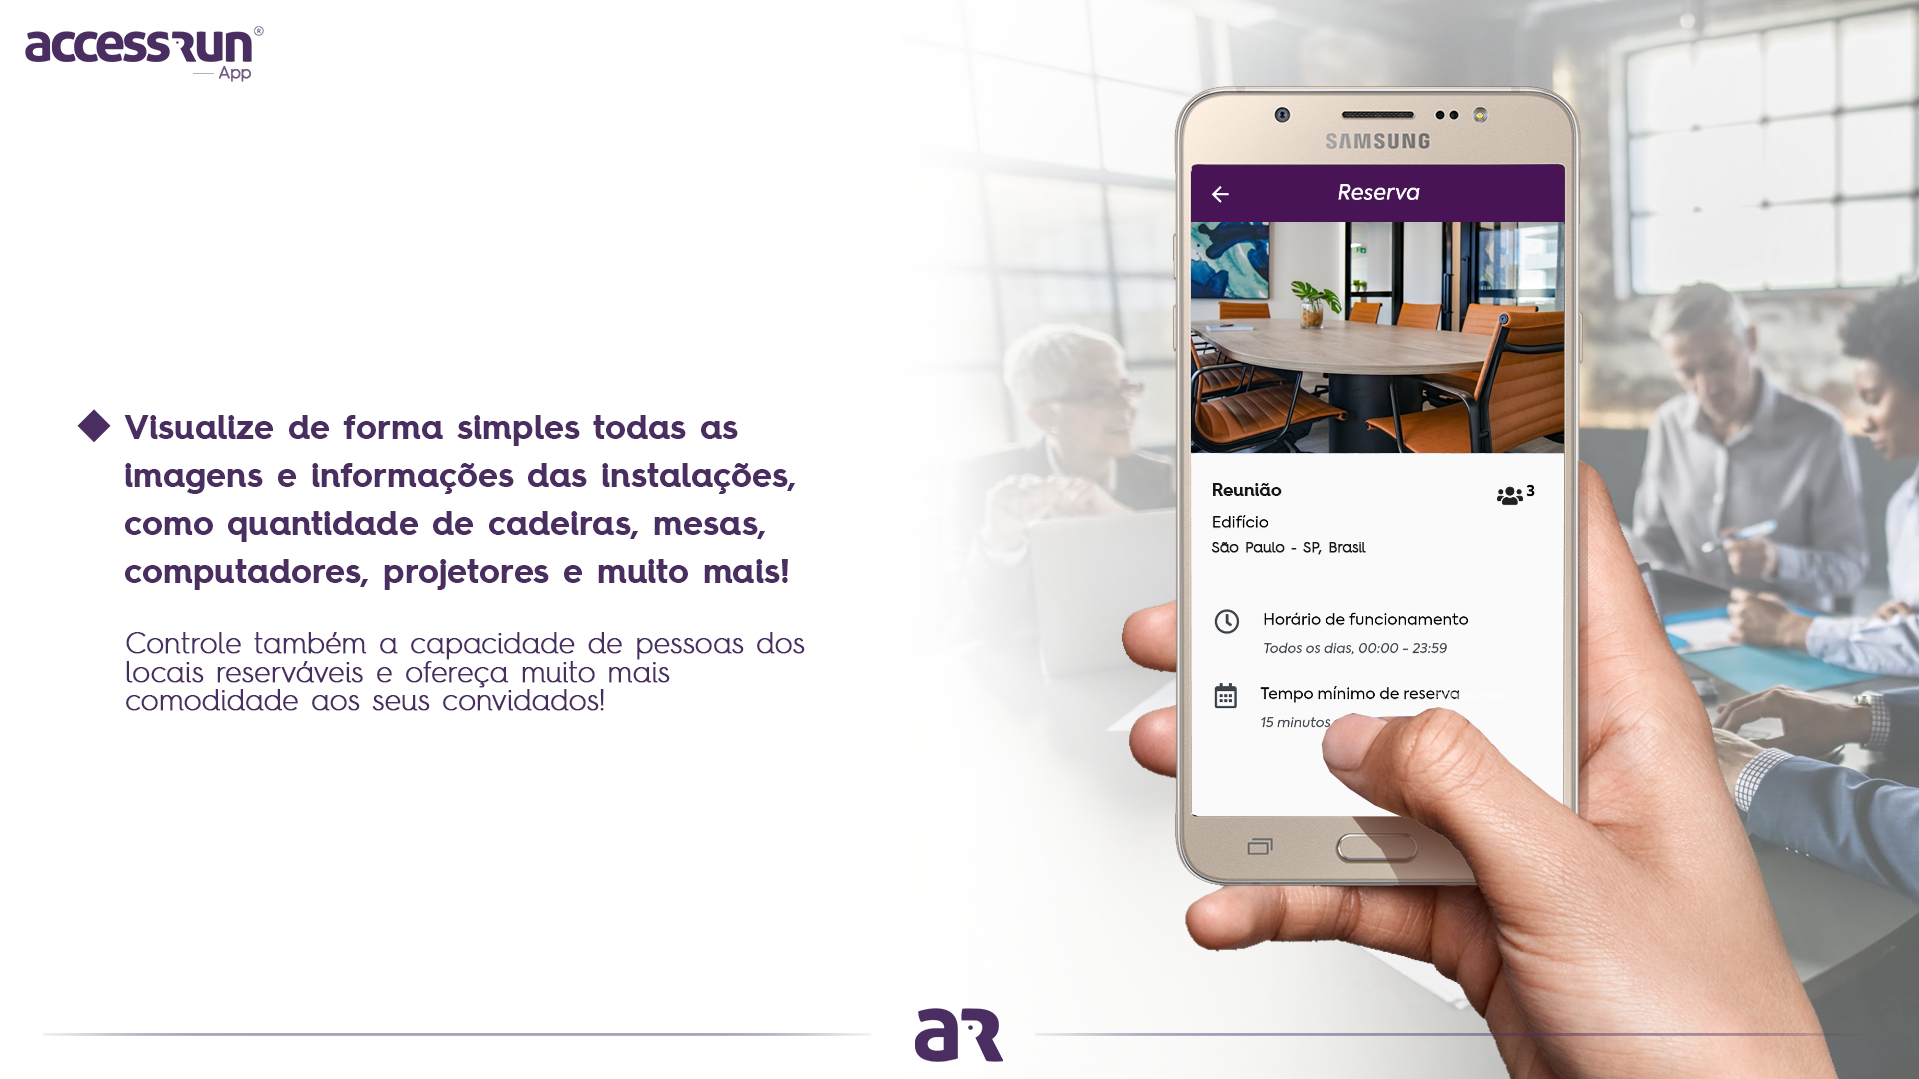 accessRun®
App
Visualize de forma simples todas as
imagens e informações das instalações,
como quantidade de cadeiras, mesas,
computadores, projetores e muito mais!
Controle também a capacidade de pessoas dos
locais reserváveis e ofereça muito mais
comodidade aos seus convidados!
SAMSUNG
Reserva
Reunião
3
Edifício
São Paulo - SP, Brasil
Horário de funcionamento
Todos os dias, 00:00 - 23:59
Tempo mínimo de reserva
15 minutos
aR